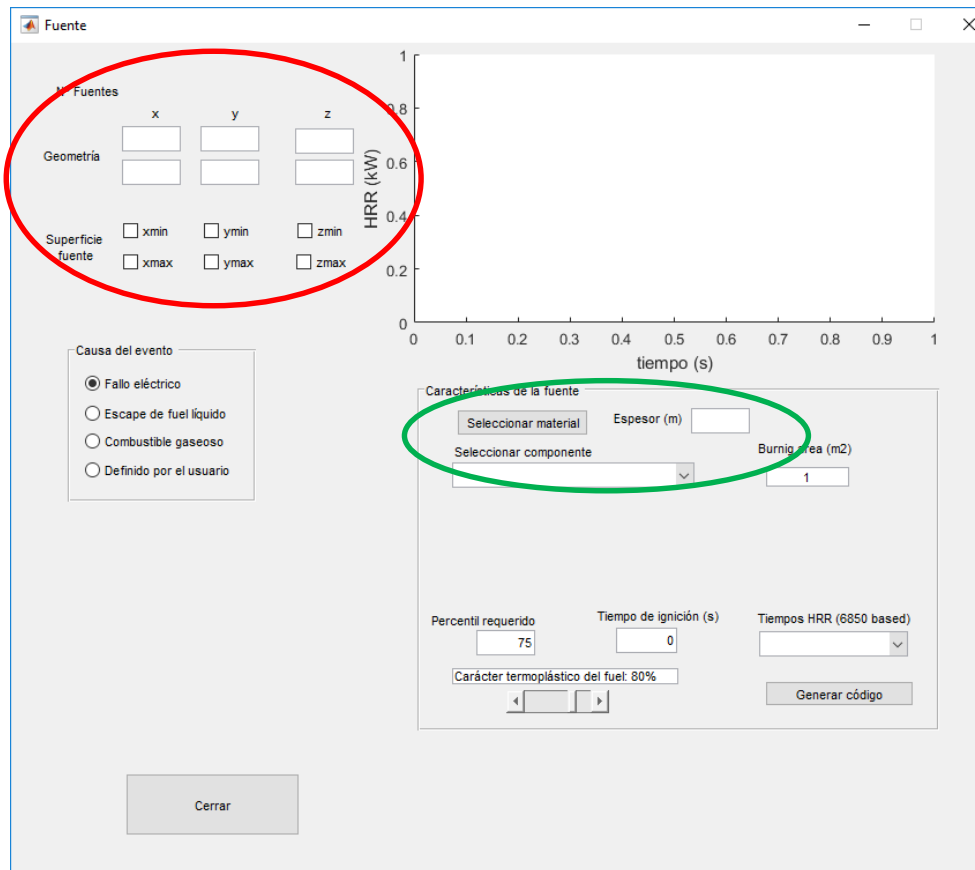 Fuente
Nº Fuentes
x y z
Geometría
Superficie
fuente
xmin ymin zmin
xmax ymax zmax
1
0.8
0.6
0.4
0.2
0
HRR (kW)
0 0.1 0.2 0.3 0.4 0.5 0.6 0.7 0.8 0.9 1
tiempo (s)
Causa del evento
Fallo eléctrico
Escape de fuel líquido
Combustible gaseoso
Definido por el usuario
Características de la fuente
Seleccionar material Espesor (m)
Seleccionar componente Burnig area (m2)
1
Percentil requerido Tiempo de ignición (s) Tiempos HRR (6850 based)
75 0
Carácter termoplástico del fuel: 80%
Generar código
Cerrar